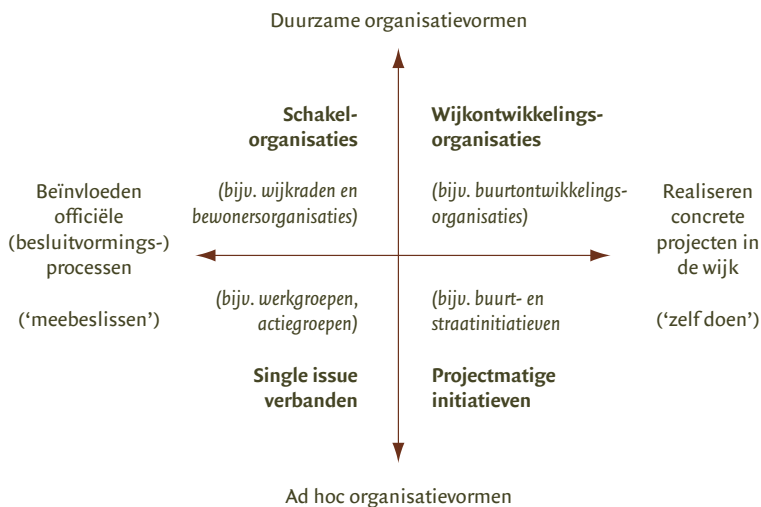 Duurzame organisatievormen
Schakel-
organisaties
(bijv. wijkraden en
bewonersorganisaties)
Wijkontwikkelings-
organisaties
(bijv. buurtontwikkelings-
organisaties)
Beïnvloeden
officiële
(besluitvormings-)
processen
(‘meebeslissen’)
Realiseren
concrete
projecten in
de wijk
(‘zelf doen’)
(bijv. werkgroepen,
actiegroepen)
Single issue
verbanden
(bijv. buurt- en
straatinitiatieven
Projectmatige
initiatieven
Ad hoc organisatievormen